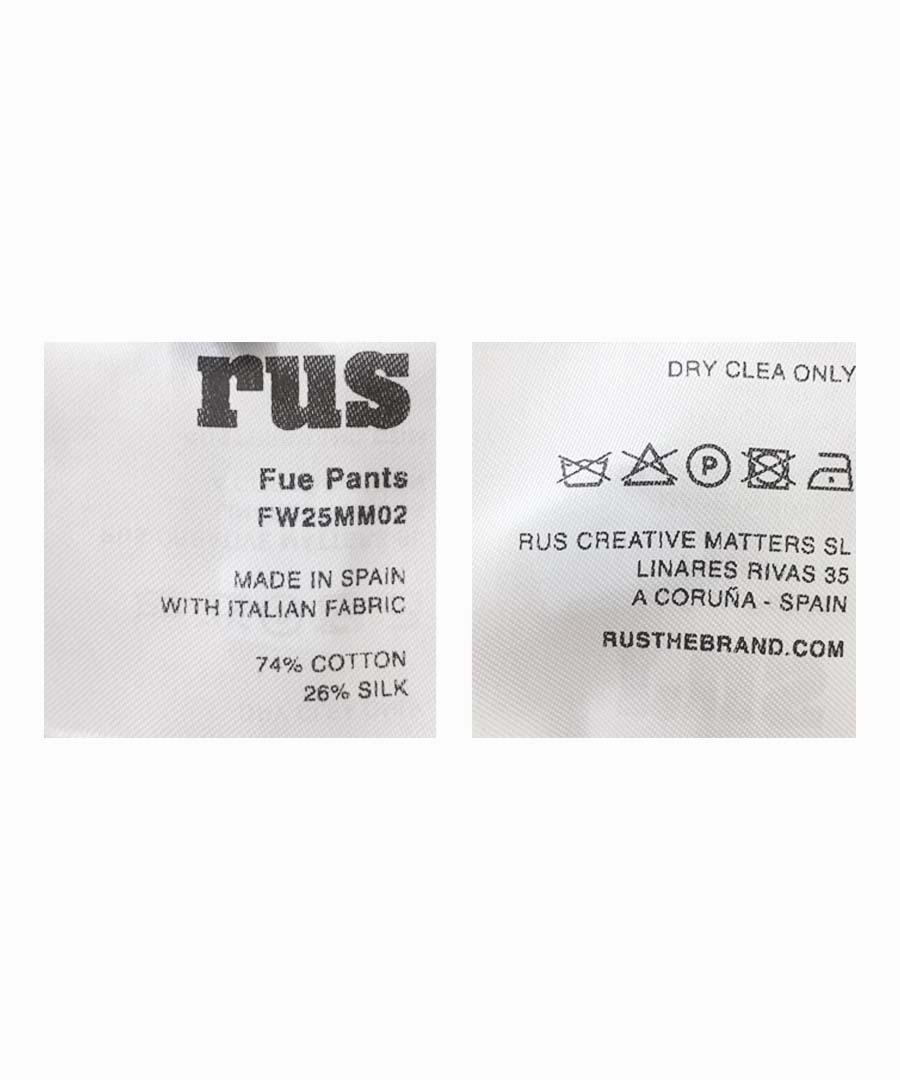 rus
Fue Pants
FW25MM02
MADE IN SPAIN
WITH ITALIAN FABRIC
74% COTTON
26% SILK
DRY CLEA ONLY
P
RUS CREATIVE MATTERS SL
LINARES RIVAS 35
A CORUÑA - SPAIN
RUSTHEBRAND.COM